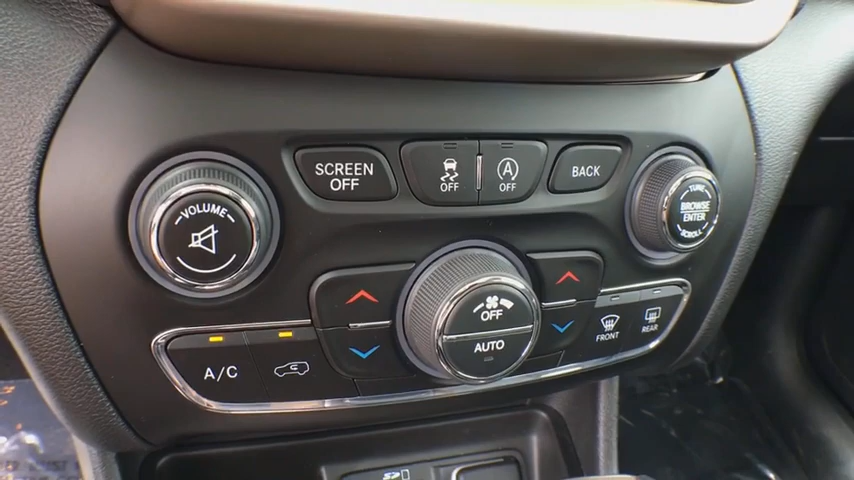 SCREEN
OFF
OFF
A
OFF
BACK
VOLUME
TUNE
BROWSE
ENTER
SCROLL
OFF
AUTO
A/C
FRONT
REAR